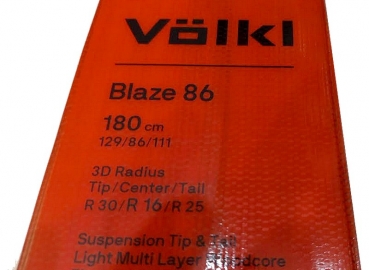 Völkl
Blaze 86
180 cm
129/86/111
3D Radius
Tip/Center/Tail
R 30/R 16/R 25
Suspension Tip & Tail
Light Multi Layer Woodcore